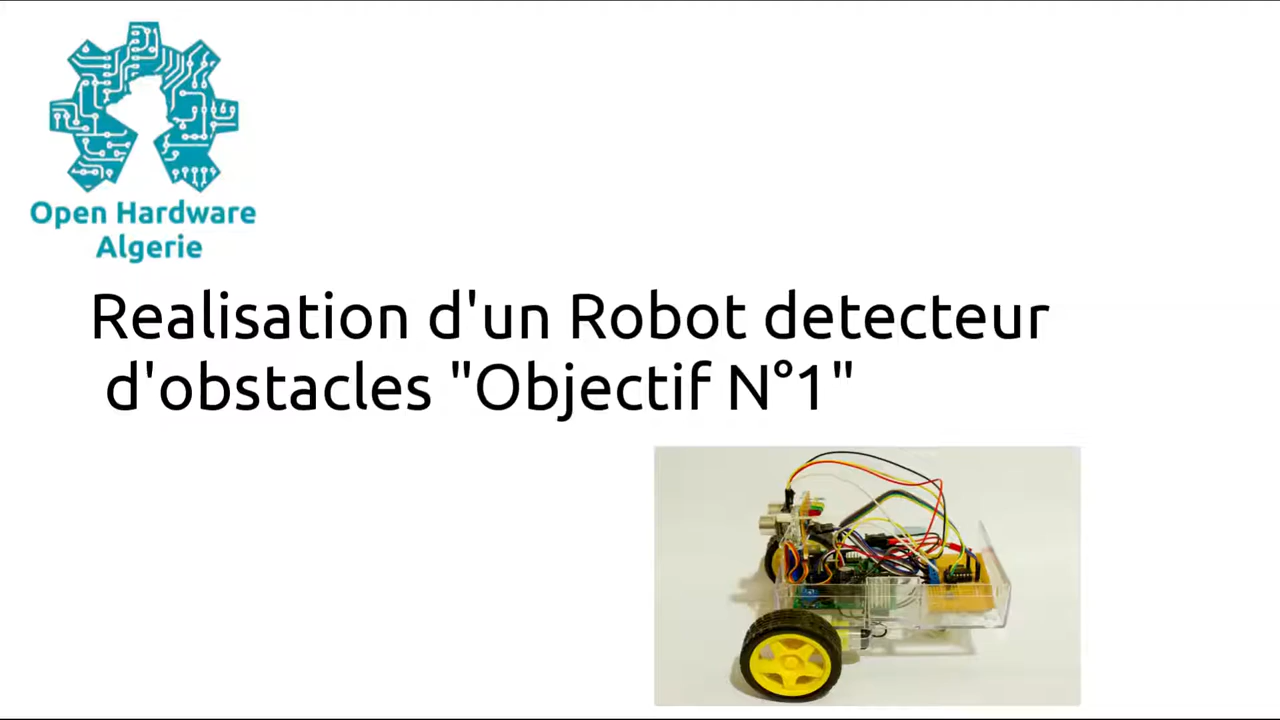 Open Hardware
Algerie
Realisation d'un Robot detecteur
d'obstacles "Objectif N°1"